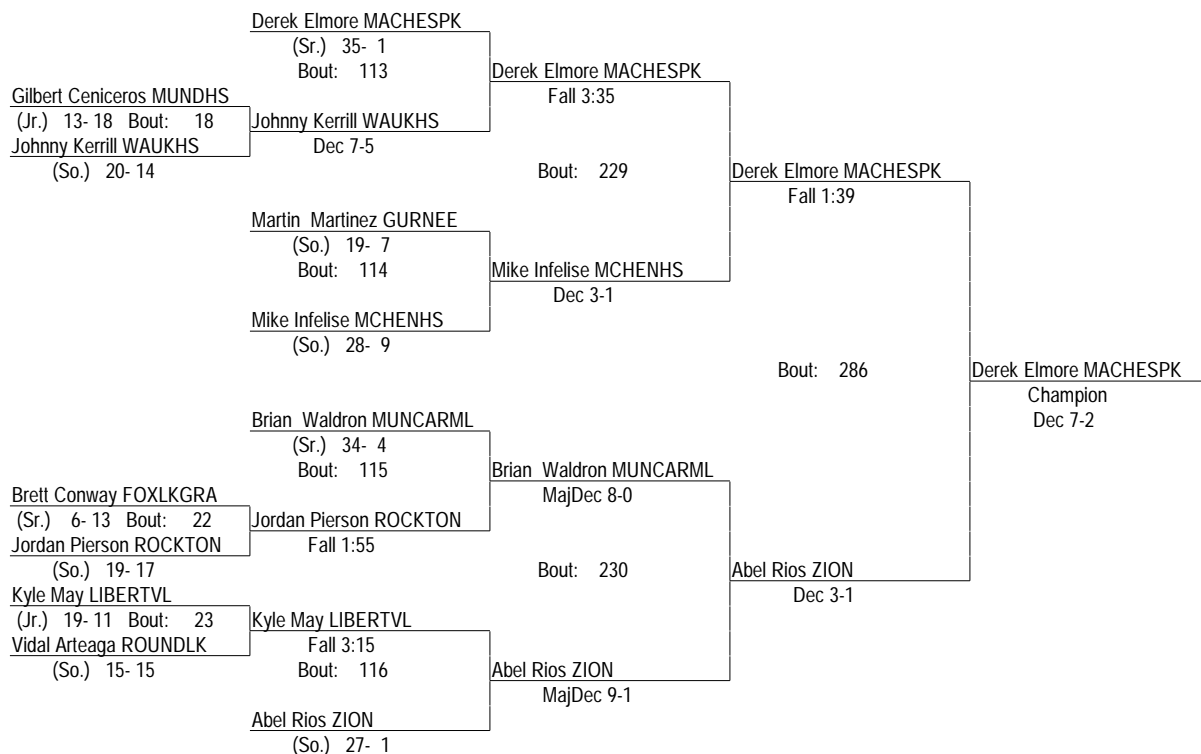 Derek Elmore MACHESPK
(Sr.) 35- 1
Bout: 113
Derek Elmore MACHESPK
Gilbert Ceniceros MUNDHS
Fall 3:35
(Jr.) 13- 18 Bout: 18
Johnny Kerrill WAUKHS
Johnny Kerrill WAUKHS
Dec 7-5
(So.) 20- 14
Bout: 229
Derek Elmore MACHESPK
Fall 1:39
Martin Martinez GURNEE
(So.) 19- 7
Bout: 114
Mike Infelise MCHENHS
Dec 3-1
Mike Infelise MCHENHS
(So.) 28- 9
Bout: 286
Derek Elmore MACHESPK
Champion
Dec 7-2
Brian Waldron MUNCARML
(Sr.) 34- 4
Bout: 115
Brian Waldron MUNCARML
Brett Conway FOXLKGRA
MajDec 8-0
(Sr.) 6- 13 Bout: 22
Jordan Pierson ROCKTON
Jordan Pierson ROCKTON
Fall 1:55
(So.) 19- 17
Bout: 230
Abel Rios ZION
Dec 3-1
Kyle May LIBERTVL
(Jr.) 19- 11 Bout: 23
Kyle May LIBERTVL
Vidal Arteaga ROUNDLK
Fall 3:15
(So.) 15- 15
Bout: 116
Abel Rios ZION
MajDec 9-1
Abel Rios ZION
(So.) 27- 1